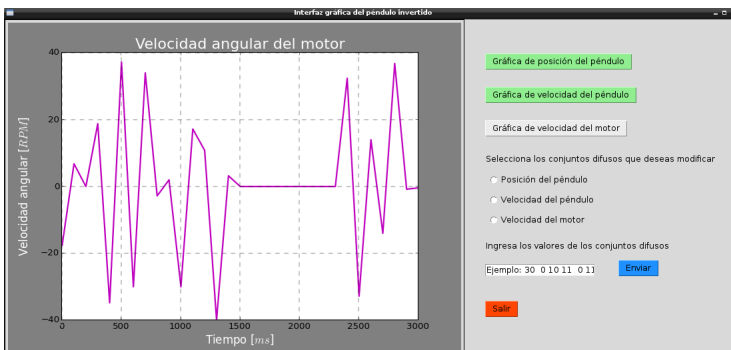 Interfaz gráfica del péndulo invertido
Velocidad angular del motor
Velocidad angular [RPM]
40
20
0
−20
−40
0
500
1000
1500
2000
2500
3000
Tiempo [ms]
Gráfica de posición del péndulo
Gráfica de velocidad del péndulo
Gráfica de velocidad del motor
Selecciona los conjuntos difusos que deseas modificar
Posición del péndulo
Velocidad del péndulo
Velocidad del motor
Ingresa los valores de los conjuntos difusos
Ejemplo: 30 0 10 11 0 11
Enviar
Salir